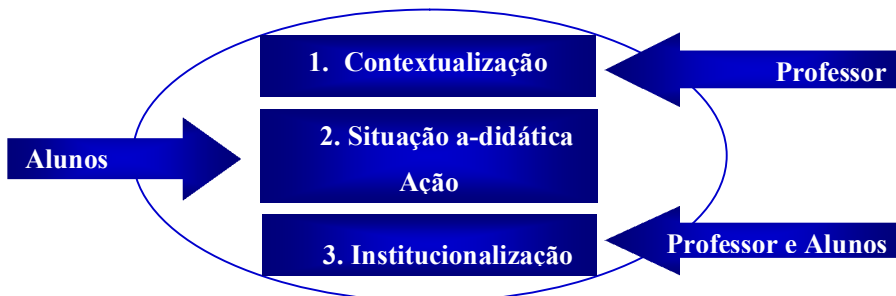 1. Contextualização
Professor
2. Situação a-didática
Ação
Alunos
3. Institucionalização
Professor e Alunos